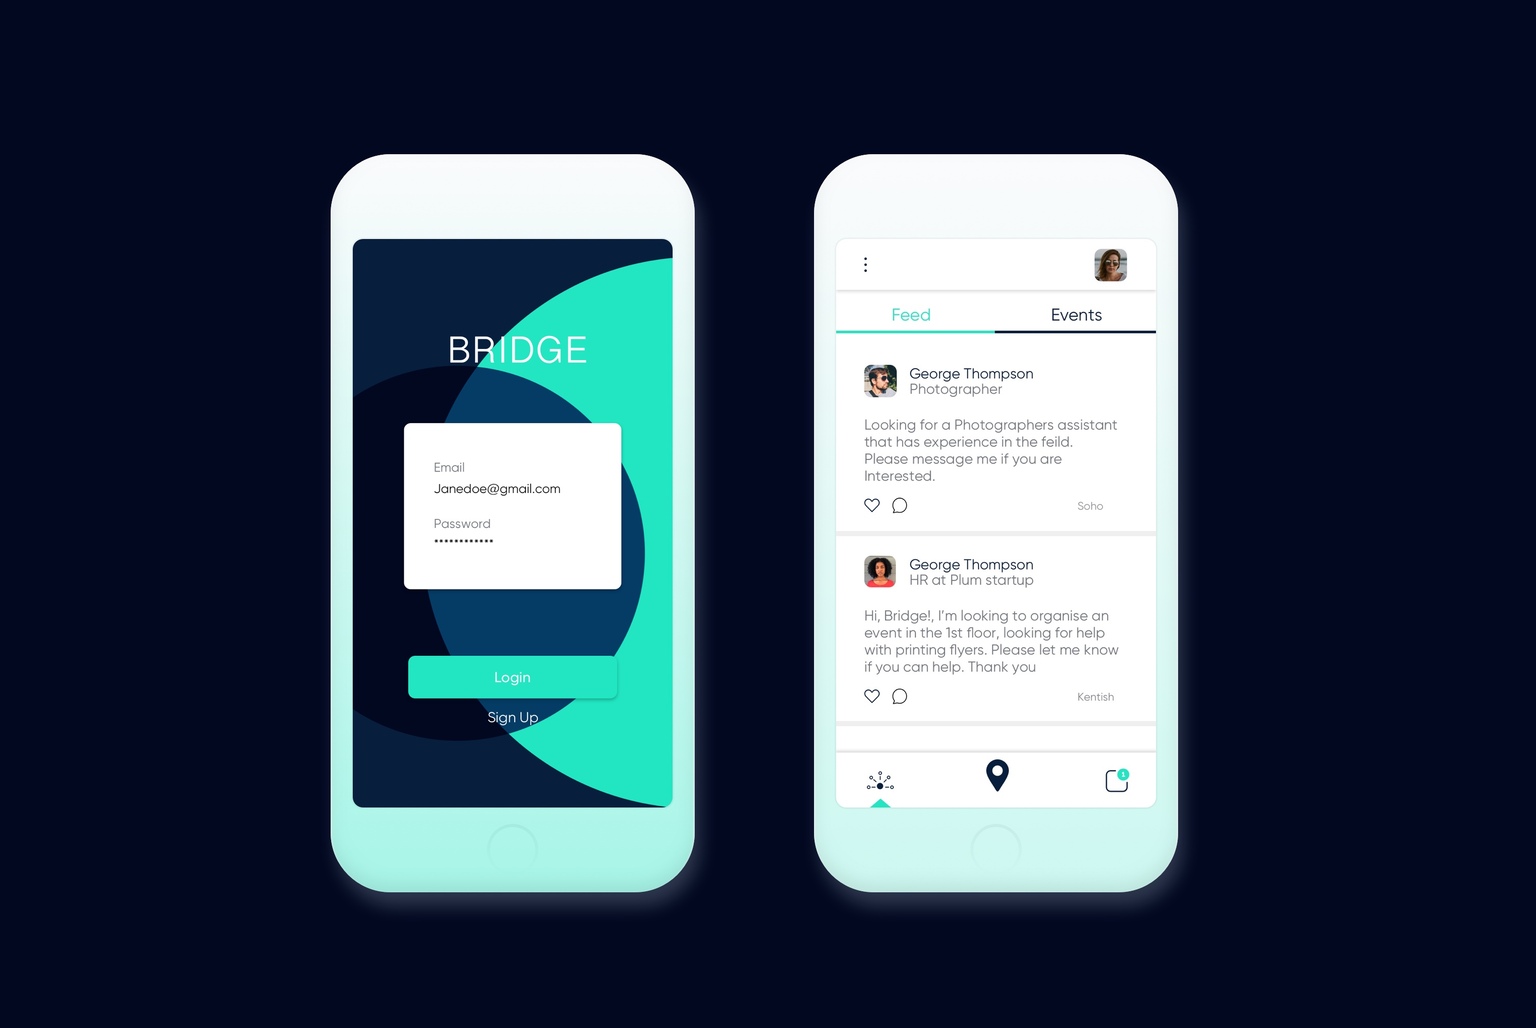 BRIDGE
Email
Janedoe@gmail.com
Password
Login
Sign Up
Feed
Events
George Thompson
Photographer
Looking for a Photographers assistant
that has experience in the feild.
Please message me if you are
Interested.
Soho
George Thompson
HR at Plum startup
Hi, Bridge!, I'm looking to organise an
event in the 1st floor, looking for help
with printing flyers. Please let me know
if you can help. Thank you
Kentish
1